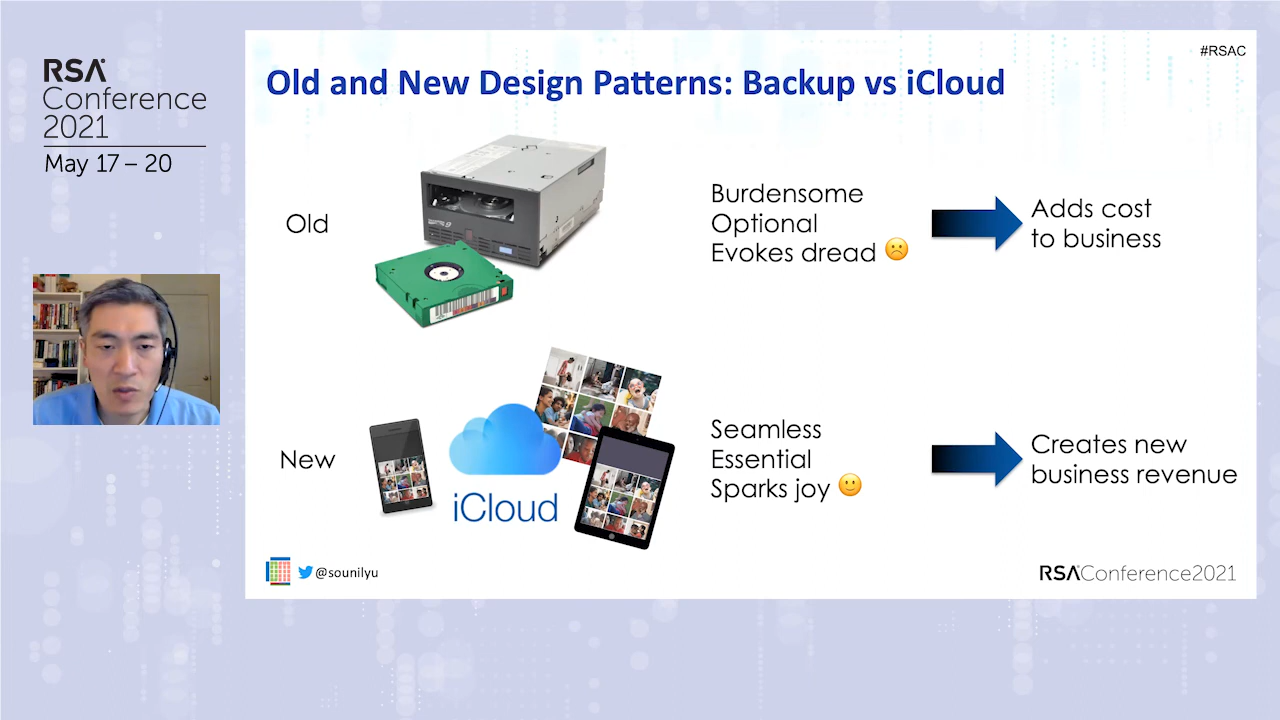 RSA
Conference
2021
May 17 – 20
#RSAC
Old and New Design Patterns: Backup vs iCloud
Old
Burdensome
Optional
Evokes dread ☹️
Adds cost
to business
New
iCloud
Seamless
Essential
Sparks joy 🙂
Creates new
business revenue
@sounilyu
RSAConference2021